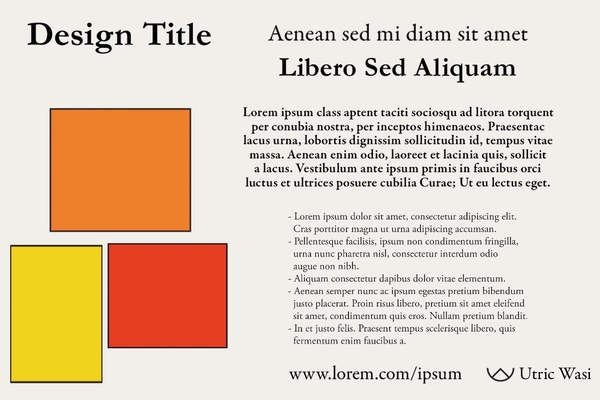 Design Title
Aenean sed mi diam sit amet
Libero Sed Aliquam
Lorem ipsum class aptent taciti sociosqu ad litora torquent
per conubia nostra, per inceptos himenaeos. Praesentac
lacus urna, lobortis dignissim sollicitudin id, tempus vitae
massa. Aenean enim odio, laoreet et lacinia quis, sollicit
a lacus. Vestibulum ante ipsum primis in faucibus orci
luctus et ultrices posuere cubilia Curae; Ut eu lectus eget.
- Lorem ipsum dolor sit amet, consectetur adipiscing elit.
Cras porttitor magna ut urna adipiscing accumsan.
- Pellentesque facilisis, ipsum non condimentum fringilla,
urna nunc pharetra nisl, consectetur interdum odio
augue non nibh.
- Aliquam consectetur dapibus dolor vitae elementum.
- Aenean semper nunc ac ipsum egestas pretium bibendum
justo placerat. Proin risus libero, pretium sit amet eleifend
sit amet, condimentum quis eros. Nullam pretium blandit.
- In et justo felis. Praesent tempus scelerisque libero, quis
fermentum enim faucibus a.
www.lorem.com/ipsum
Utric Wasi